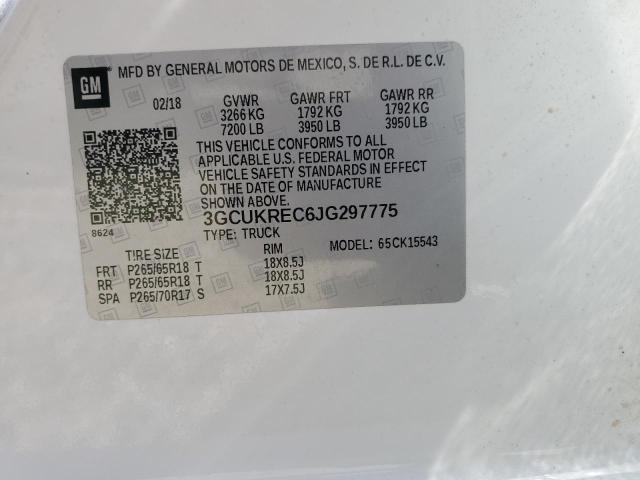 GM
MFD BY GENERAL MOTORS DE MEXICO, S. DE R.L. DE C.V.
02/18 GVWR GAWR FRT GAWR RR
3266 KG 1792 KG 1792 KG
7200 LB 3950 LB 3950 LB
THIS VEHICLE CONFORMS TO ALL
APPLICABLE U.S. FEDERAL MOTOR
VEHICLE SAFETY STANDARDS IN EFFECT
ON THE DATE OF MANUFACTURE
SHOWN ABOVE.
8624 3GCUKREC6JG297775
TYPE: TRUCK MODEL: 65CK15543
TIRE SIZE RIM
FRT P265/65R18 T 18X8.5J
RR P265/65R18 T 18X8.5J
SPA P265/70R17 S 17X7.5J